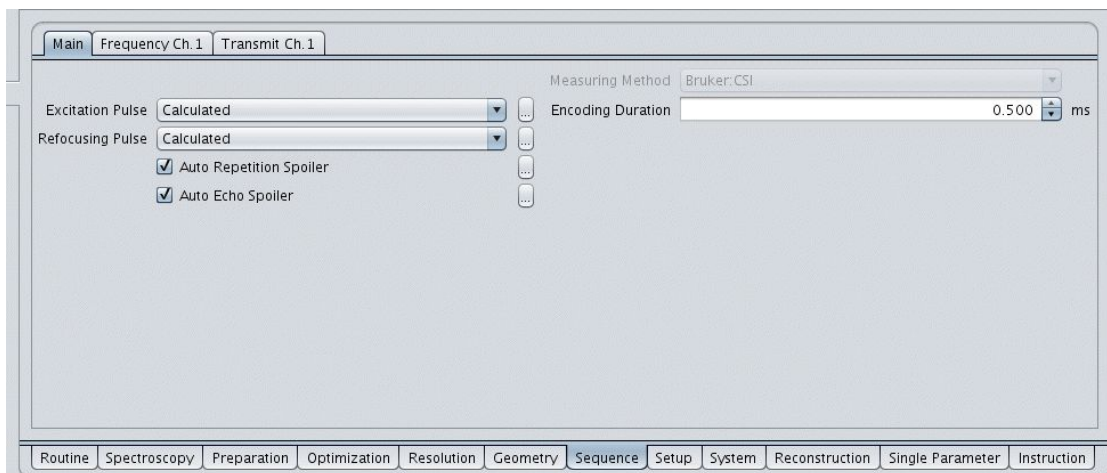 Main Frequency Ch.1 Transmit Ch.1
Measuring Method Bruker:CSI
Excitation Pulse Calculated ... Encoding Duration 0.500 ms
Refocusing Pulse Calculated ...
Auto Repetition Spoiler ...
Auto Echo Spoiler ...
Routine Spectroscopy Preparation Optimization Resolution Geometry Sequence Setup System Reconstruction Single Parameter Instruction